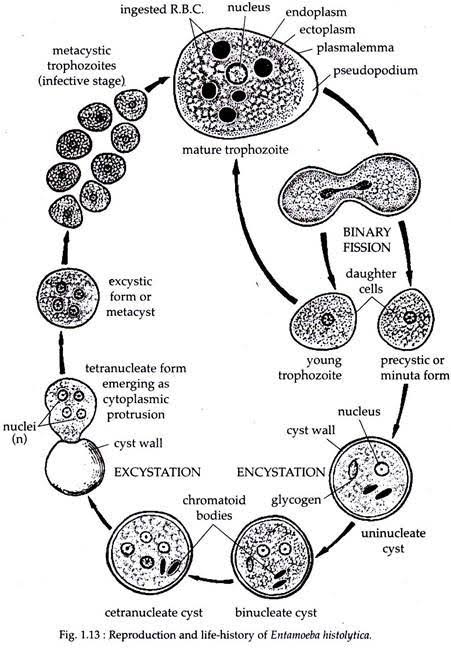 ingested R.B.C.
nucleus
endoplasm
ectoplasm
plasmalemma
pseudopodium
metacystic
trophozoites
(infective stage)
mature trophozoite
BINARY
FISSION
daughter
cells
excystic
form or
metacyst
young
trophozoite
precystic or
minuta form
tetranucleate form
emerging as
cytoplasmic
protrusion
nuclei
(n)
cyst wall
EXCYSTATION
ENCYSTATION
nucleus
cyst wall
glycogen
chromatoid
bodies
uninucleate
cyst
cetranucleate cyst
binucleate cyst
Fig. 1.13 : Reproduction and life-history of Entamoeba histolytica.